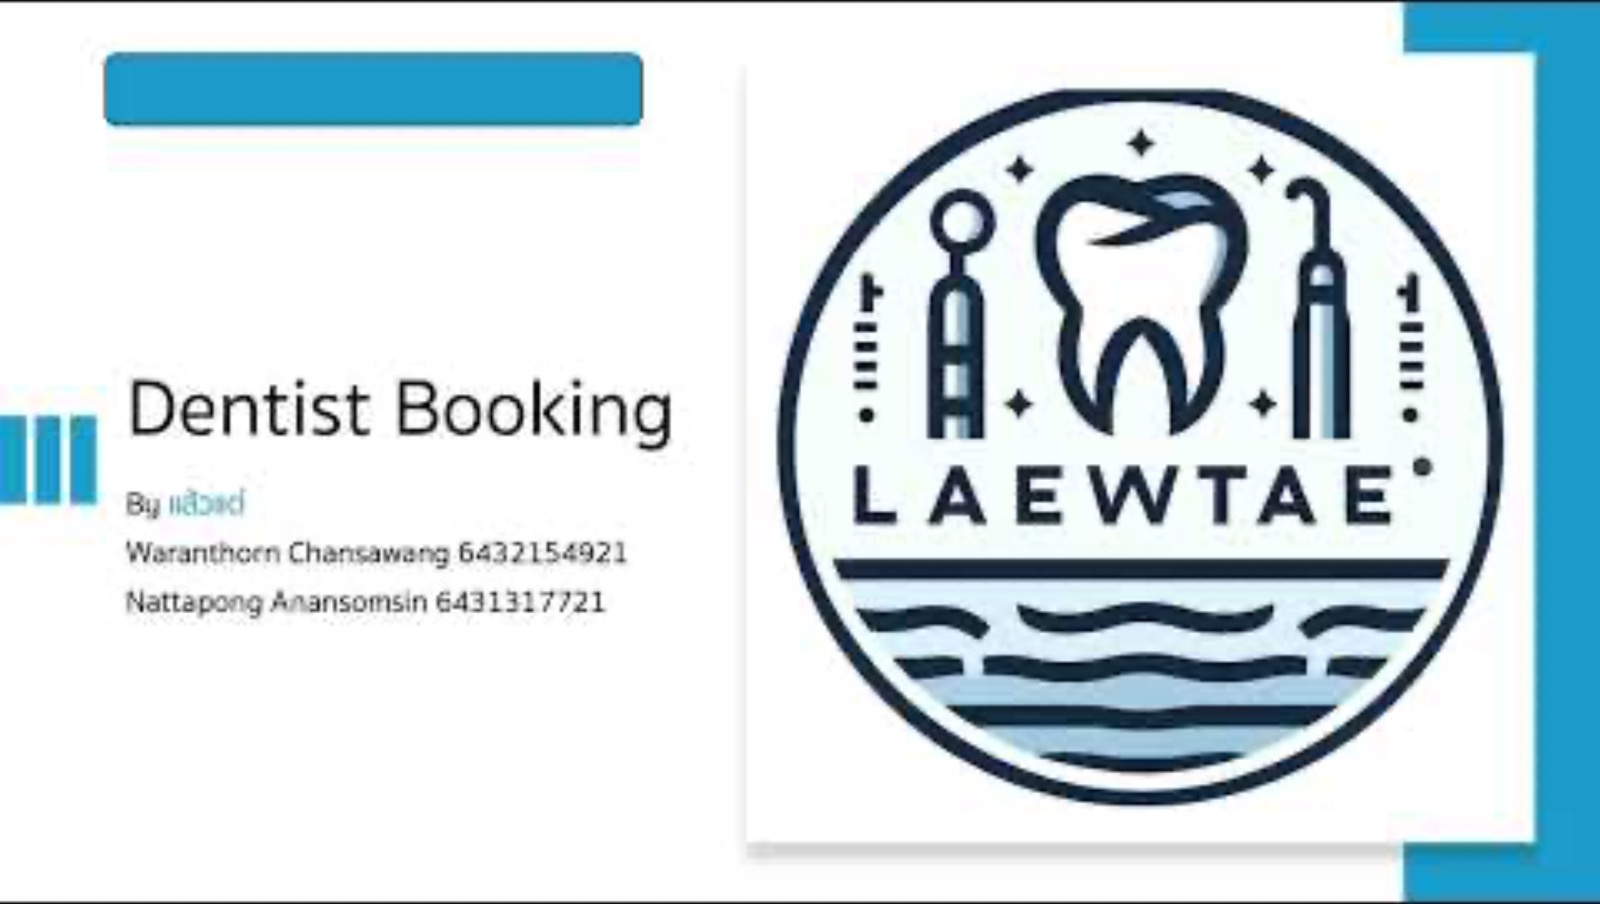 Dentist Booking
By แล้วแต่
Waranthorn Chansawang 6432154921
Nattapong Anansomsin 6431317721
LAEWTAE